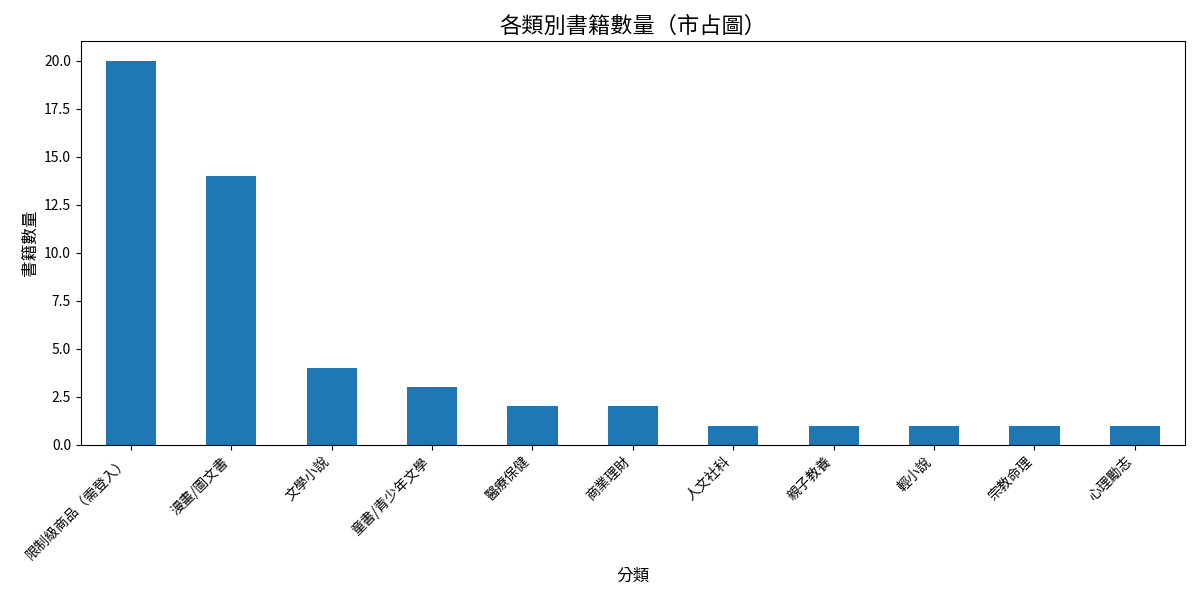 各類別書籍數量（市占圖）
書籍數量
20.0
17.5
15.0
12.5
10.0
7.5
5.0
2.5
0.0
限制級商品（需登入）
漫畫/圖文書
文學小說
童書/青少年文學
醫療保健
商業理財
人文社科
親子教養
輕小說
宗教命理
心理勵志
分類